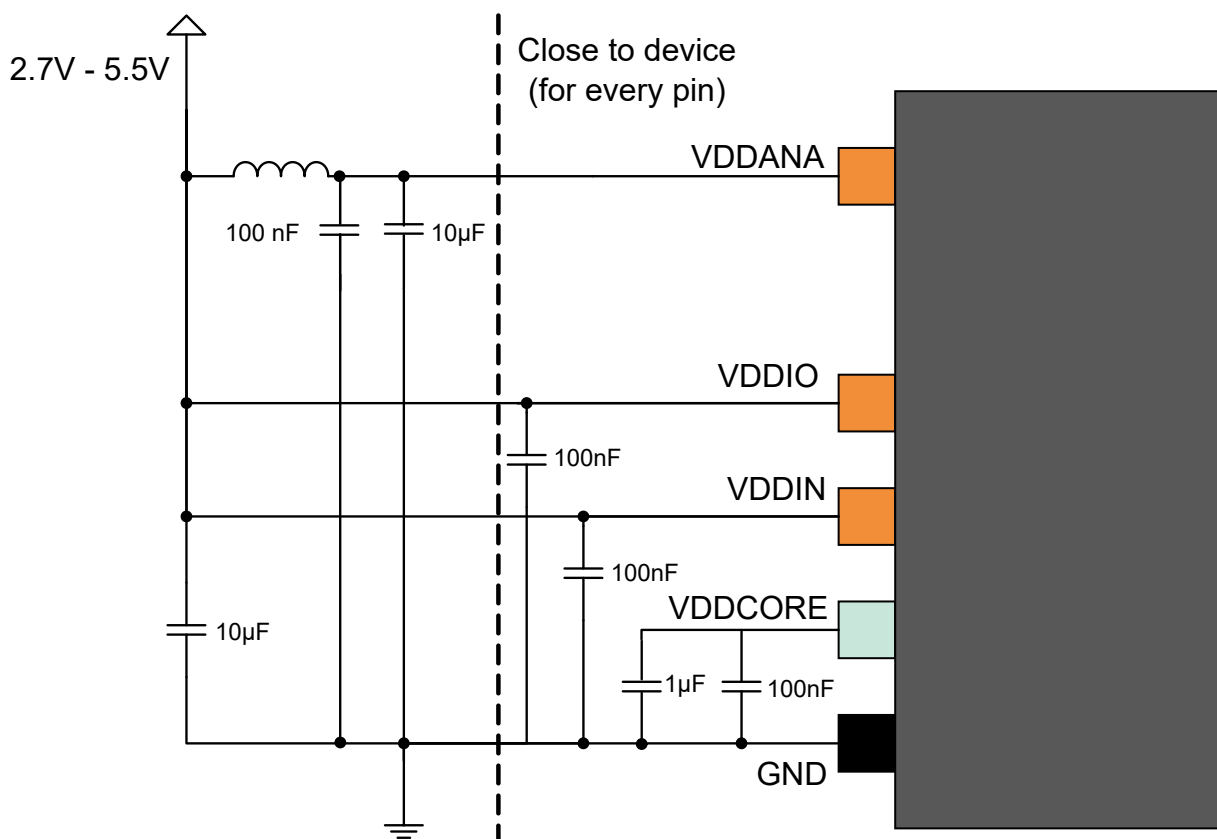 2.7V - 5.5V
Close to device
(for every pin)
VDDANA
100 nF
10µF
VDDIO
100nF
VDDIN
100nF
VDDCORE
10µF
1µF
100nF
GND